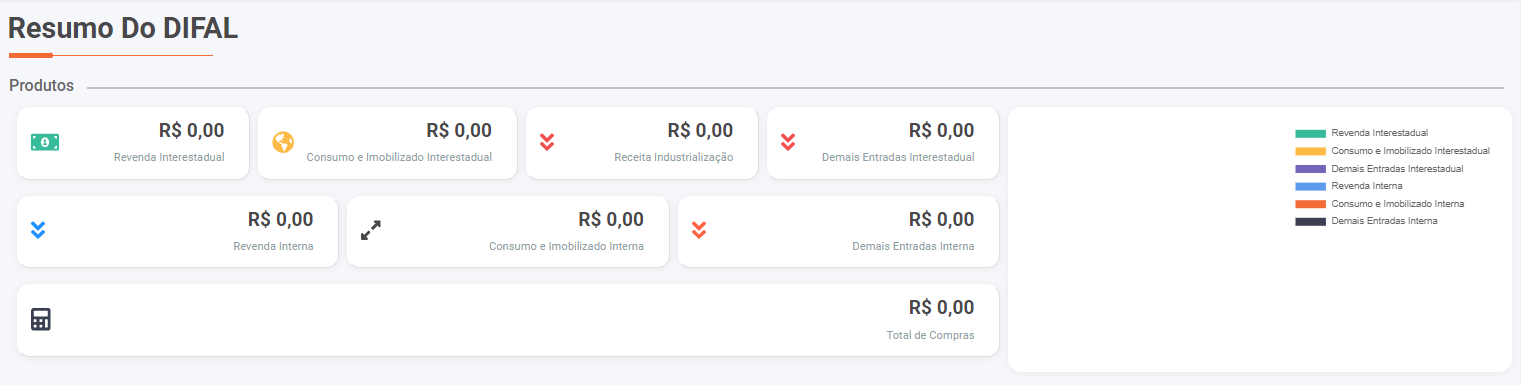 Resumo Do DIFAL
Produtos
R$ 0,00
Revenda Interestadual
R$ 0,00
Consumo e Imobilizado Interestadual
R$ 0,00
Receita Industrialização
R$ 0,00
Demais Entradas Interestadual
R$ 0,00
Revenda Interna
R$ 0,00
Consumo e Imobilizado Interna
R$ 0,00
Demais Entradas Interna
R$ 0,00
Total de Compras
Revenda Interestadual
Consumo e Imobilizado Interestadual
Demais Entradas Interestadual
Revenda Interna
Consumo e Imobilizado Interna
Demais Entradas Interna